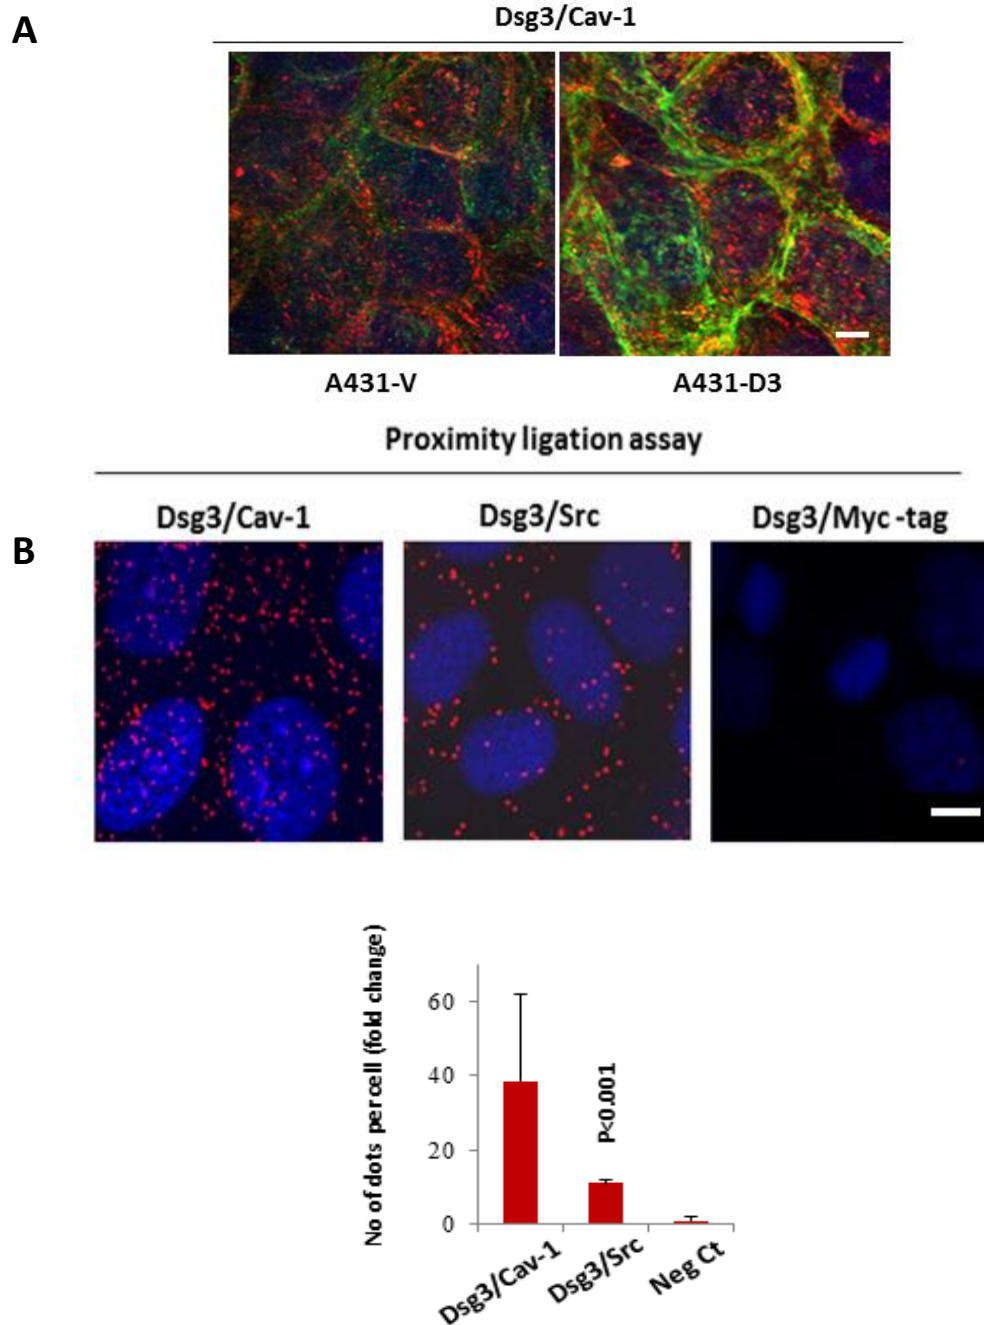 A
Dsg3/Cav-1
A431-V
A431-D3
Proximity ligation assay
B
Dsg3/Cav-1
Dsg3/Src
Dsg3/Myc-tag
No of dots per cell (fold change)
60
40
20
0
P<0.001
Dsg3/Cav-1
Dsg3/Src
Neg Ct